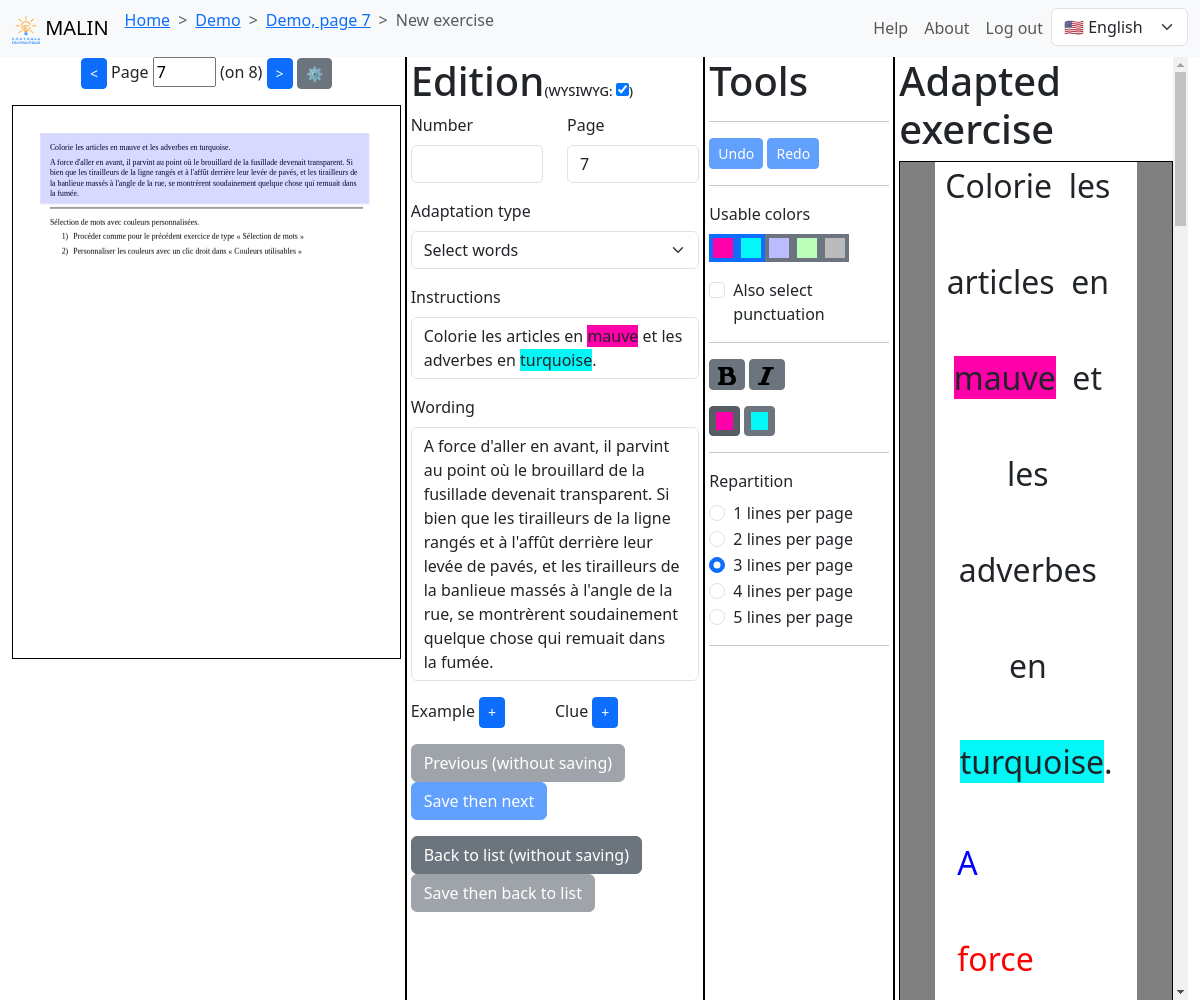 MALIN
Home > Demo > Demo, page 7 > New exercise
Help About Log out 🇺🇸 English
< Page 7 (on 8) > ⚙️
Colorie les articles en mauve et les adverbes en turquoise.
A force d'aller en avant, il parvint au point où le brouillard de la fusillade devenait transparent. Si
bien que les tirailleurs de la ligne rangés et à l'affût derrière leur levée de pavés, et les tirailleurs de
la banlieue massés à l'angle de la rue, se montrèrent soudainement quelque chose qui remuait dans
la fumée.
Sélection de mots avec couleurs personnalisées.
1) Procéder comme pour le précédent exercice de type « Sélection de mots »
2) Personnaliser les couleurs avec un clic droit dans « Couleurs utilisables »
Edition(WYSIWYG: )
Number
Page
7
Adaptation type
Select words
Instructions
Colorie les articles en mauve et les
adverbes en turquoise.
Wording
A force d'aller en avant, il parvint
au point où le brouillard de la
fusillade devenait transparent. Si
bien que les tirailleurs de la ligne
rangés et à l'affût derrière leur
levée de pavés, et les tirailleurs de
la banlieue massés à l'angle de la
rue, se montrèrent soudainement
quelque chose qui remuait dans
la fumée.
Example +
Clue +
Previous (without saving)
Save then next
Back to list (without saving)
Save then back to list
Tools
Undo Redo
Usable colors
Also select
punctuation
B I
Repartition
1 lines per page
2 lines per page
3 lines per page
4 lines per page
5 lines per page
Adapted
exercise
Colorie les
articles en
mauve et
les
adverbes
en
turquoise.
A
force